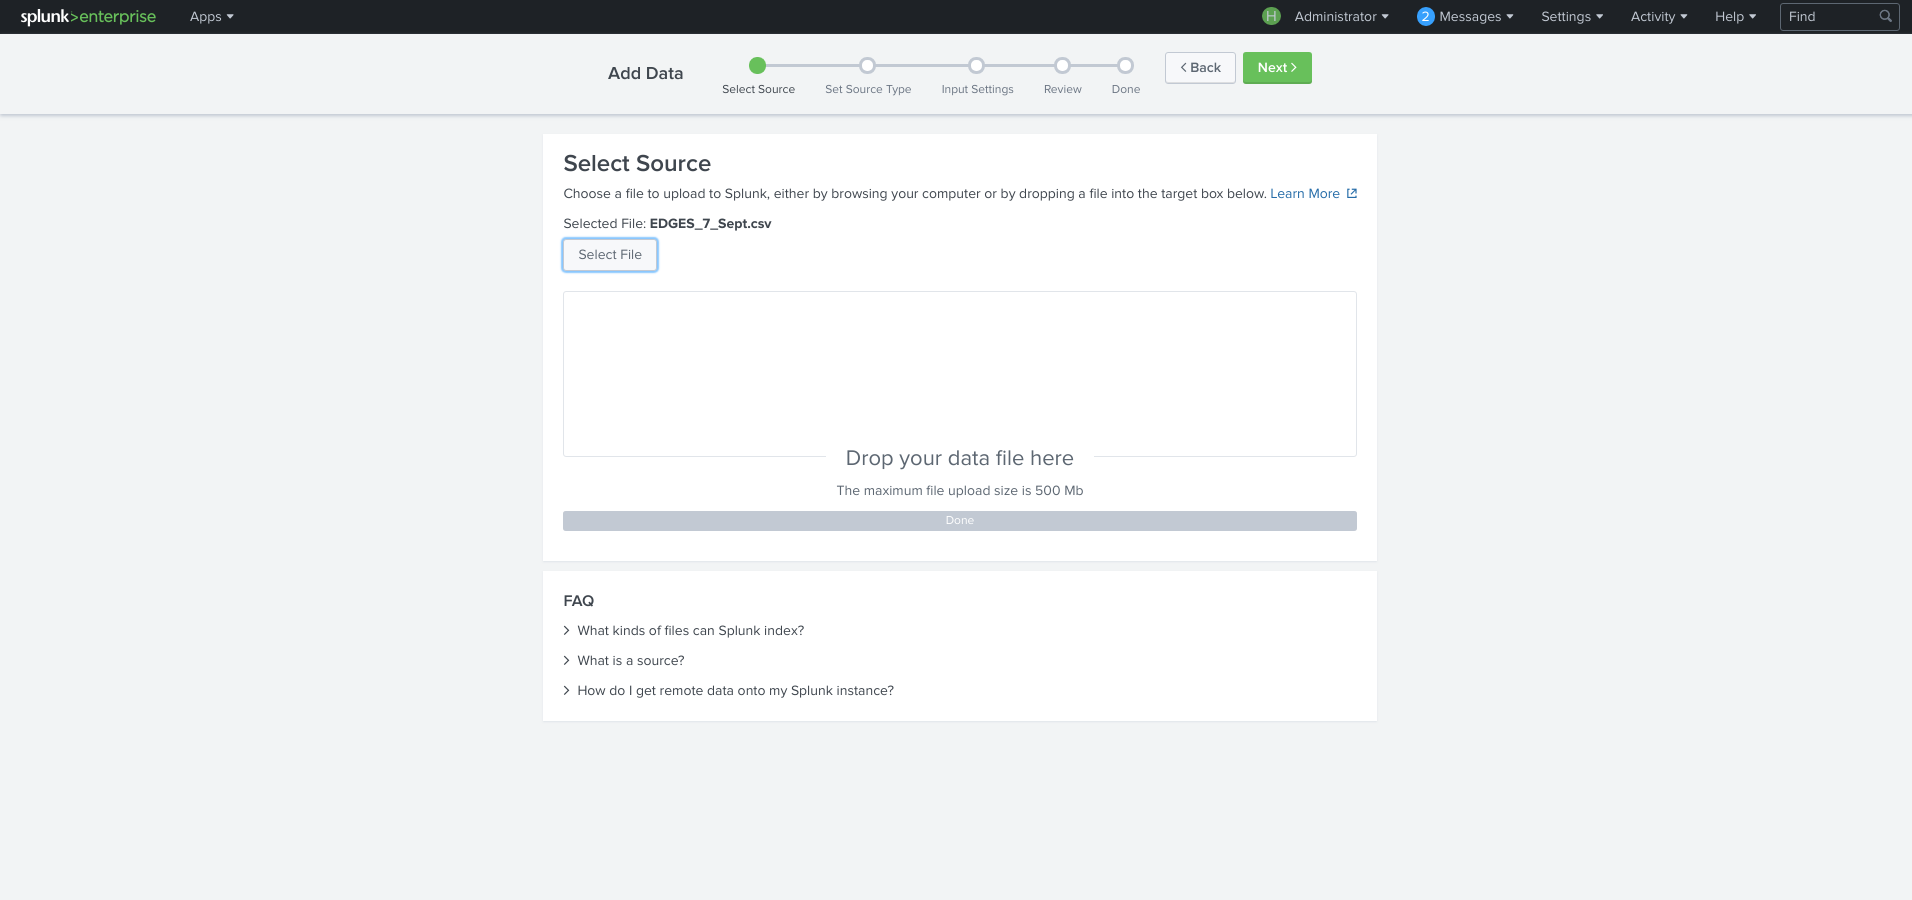 splunk>enterprise Apps H Administrator 2 Messages Settings Activity Help Find
Add Data
Select Source Set Source Type Input Settings Review Done
< Back Next >
Select Source
Choose a file to upload to Splunk, either by browsing your computer or by dropping a file into the target box below. Learn More
Selected File: EDGES_7_Sept.csv
Select File
Drop your data file here
The maximum file upload size is 500 Mb
Done
FAQ
> What kinds of files can Splunk index?
> What is a source?
> How do I get remote data onto my Splunk instance?